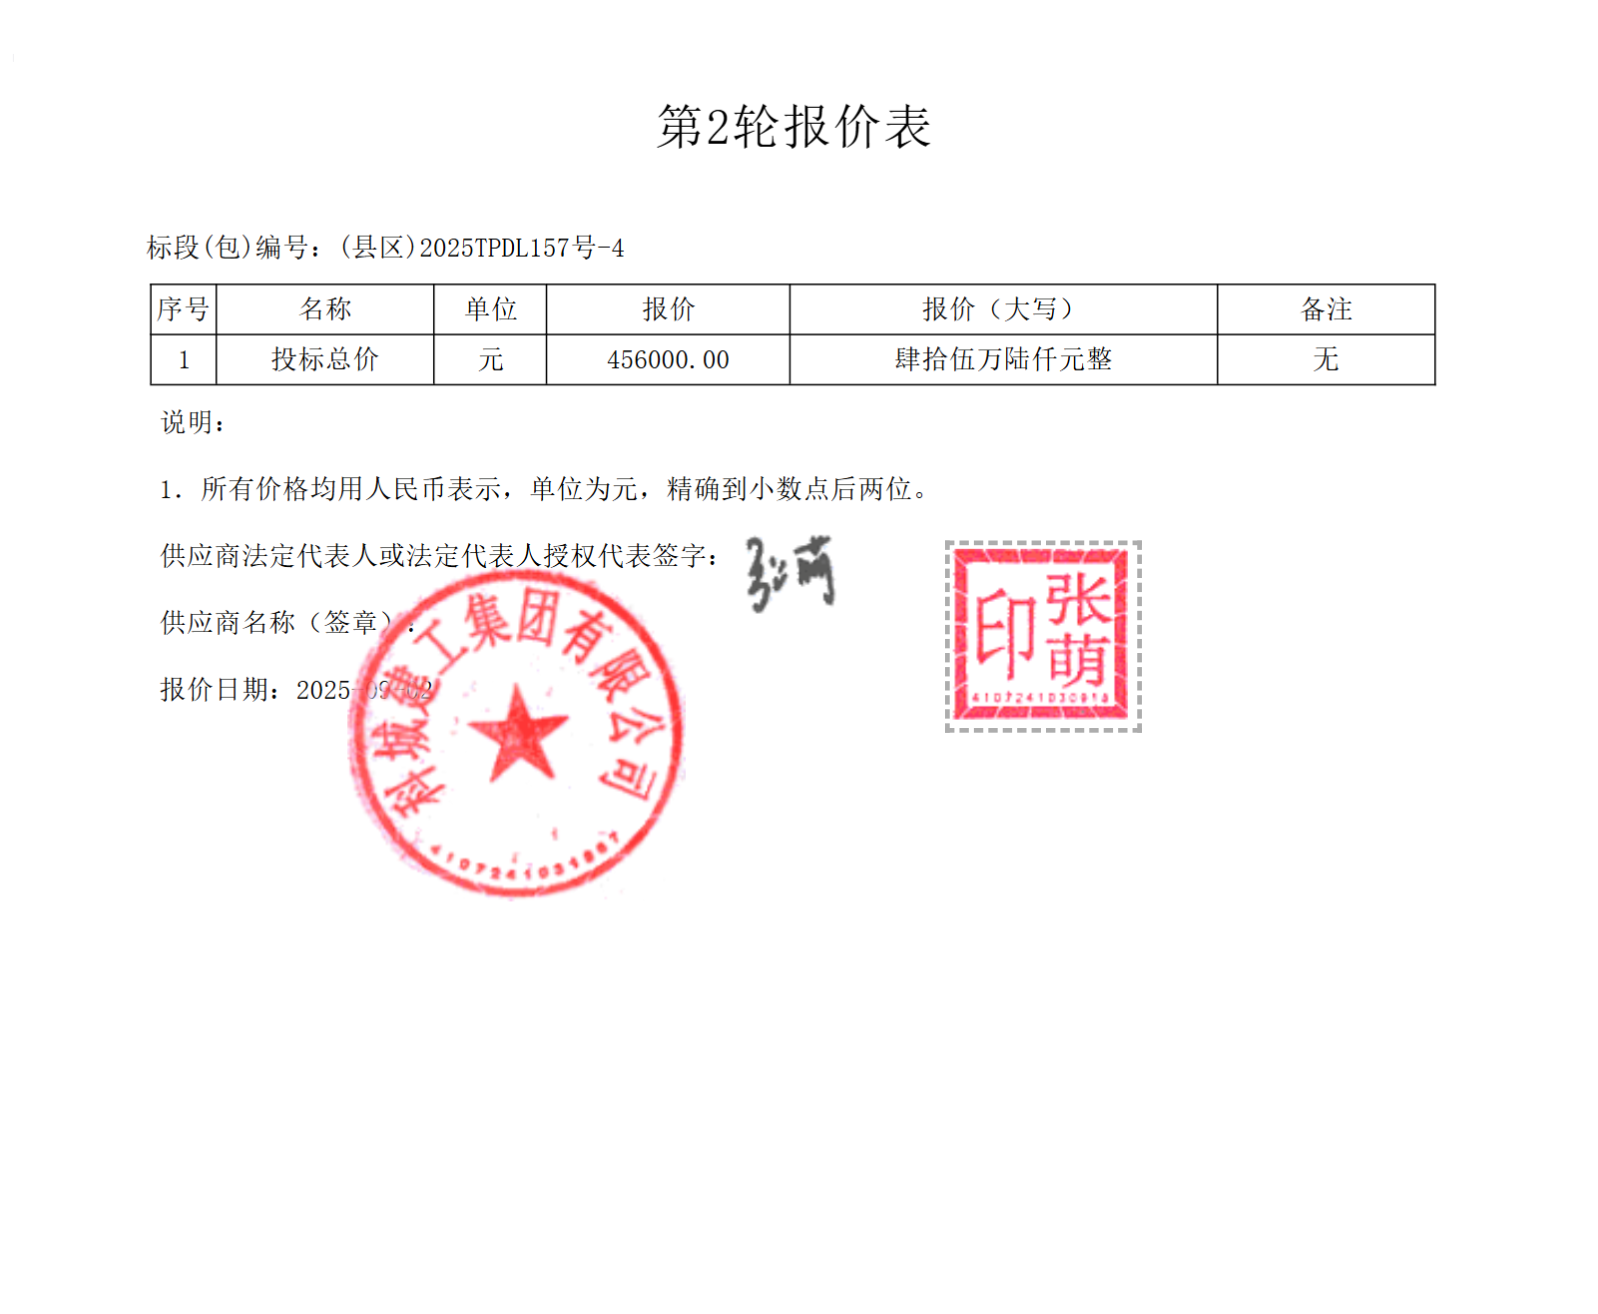 第2轮报价表
标段(包)编号：(县区)2025TPDL157号-4
序号 名称 单位 报价 报价（大写） 备注
1 投标总价 元 456000.00 肆拾伍万陆仟元整 无
说明：
1. 所有价格均用人民币表示，单位为元，精确到小数点后两位。
供应商法定代表人或法定代表人授权代表签字： 张萌
供应商名称（签章）：
报价日期：2025-09-02
科城建工集团有限公司
张萌印